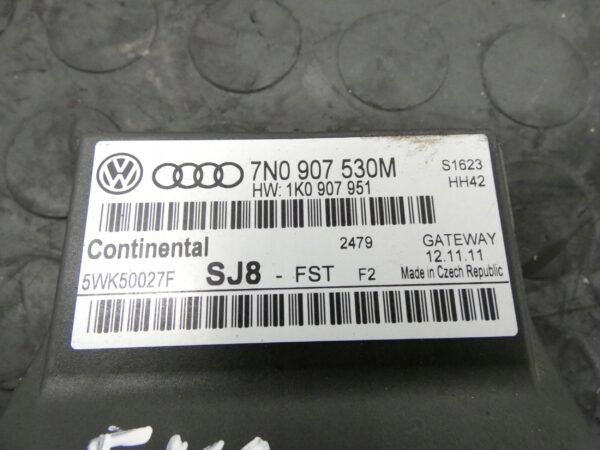 7N0 907 530M S1623
HW: 1K0 907 951 HH42
Continental 2479 GATEWAY
12.11.11
5WK50027F SJ8 - FST F2 Made in Czech Republic